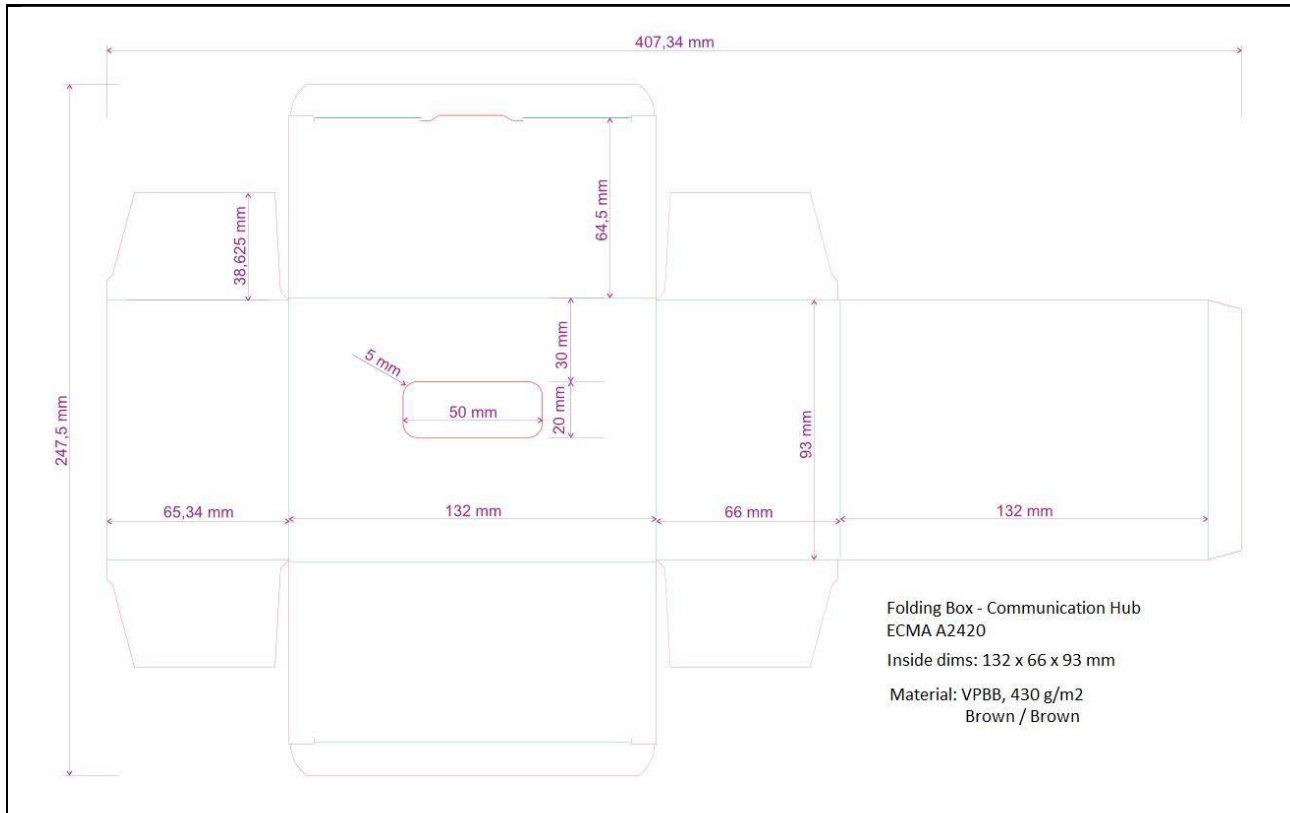 407,34 mm
64,5 mm
38,625 mm
30 mm
5 mm
50 mm
20 mm
247,5 mm
93 mm
65,34 mm
132 mm
66 mm
132 mm
Folding Box - Communication Hub
ECMA A2420
Inside dims: 132 x 66 x 93 mm
Material: VPBB, 430 g/m2
Brown / Brown